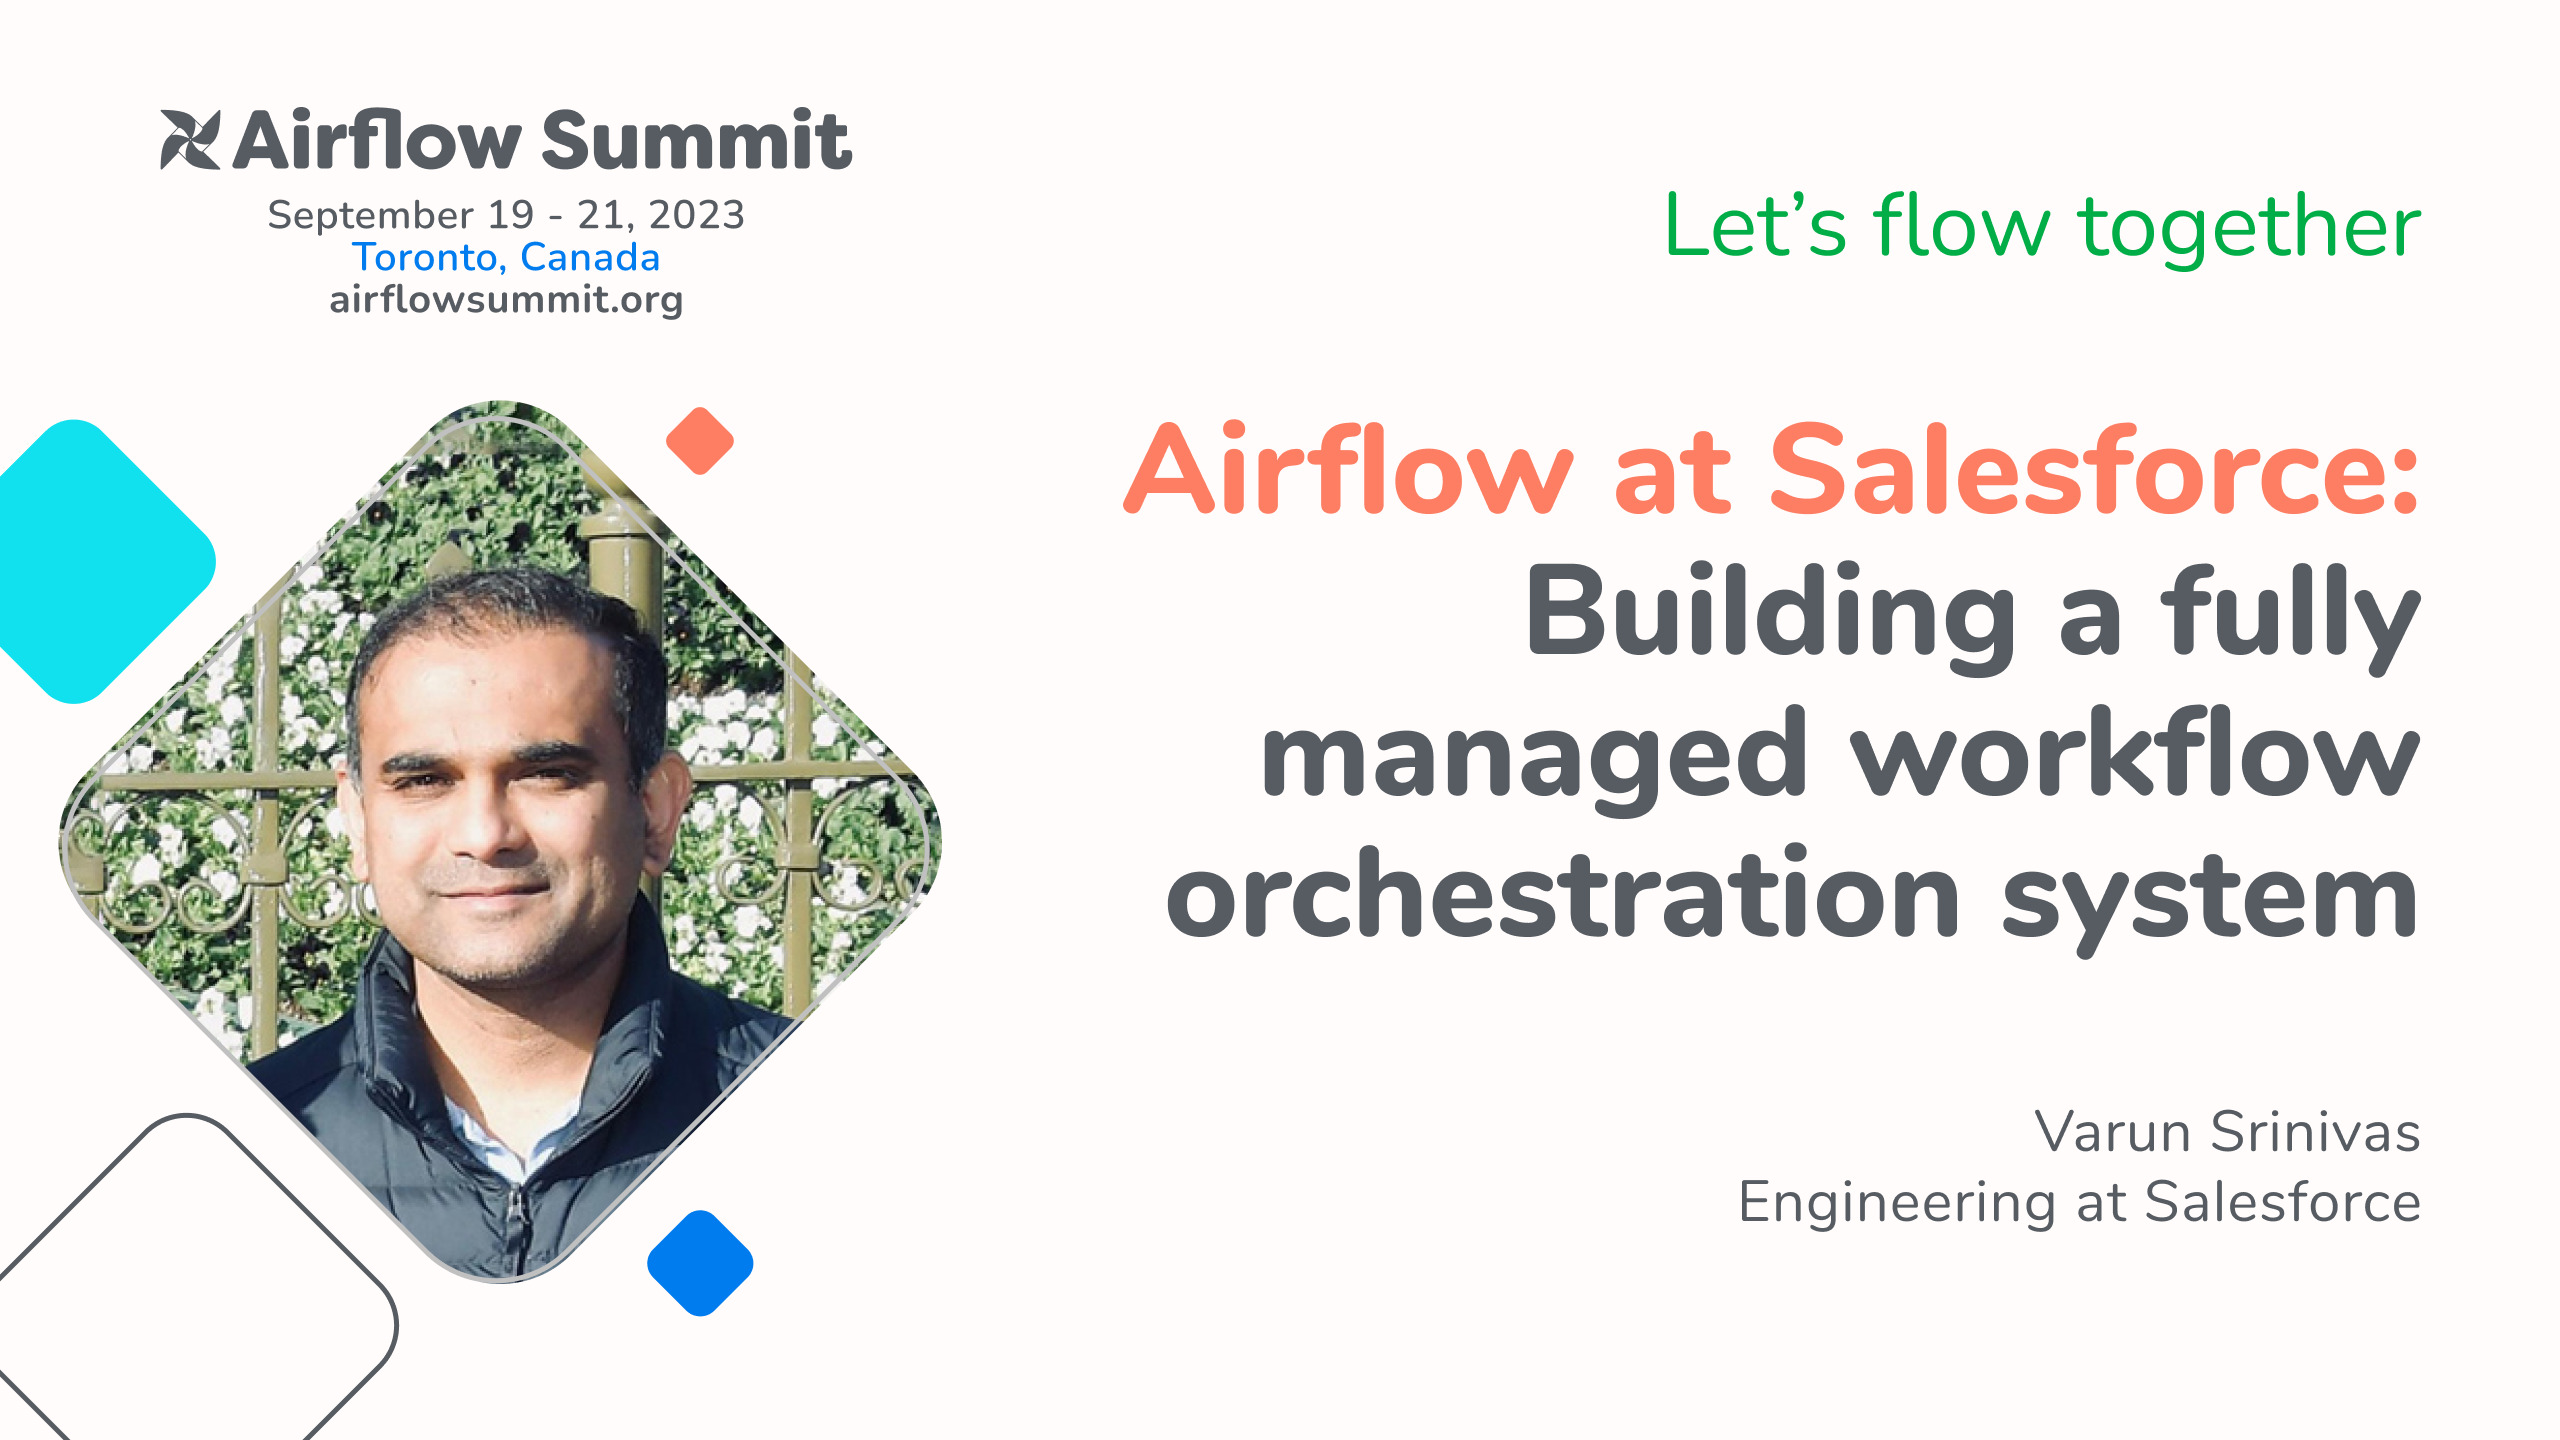 Airflow Summit
September 19 - 21, 2023
Toronto, Canada
airflowsummit.org
Let’s flow together
Airflow at Salesforce:
Building a fully
managed workflow
orchestration system
Varun Srinivas
Engineering at Salesforce